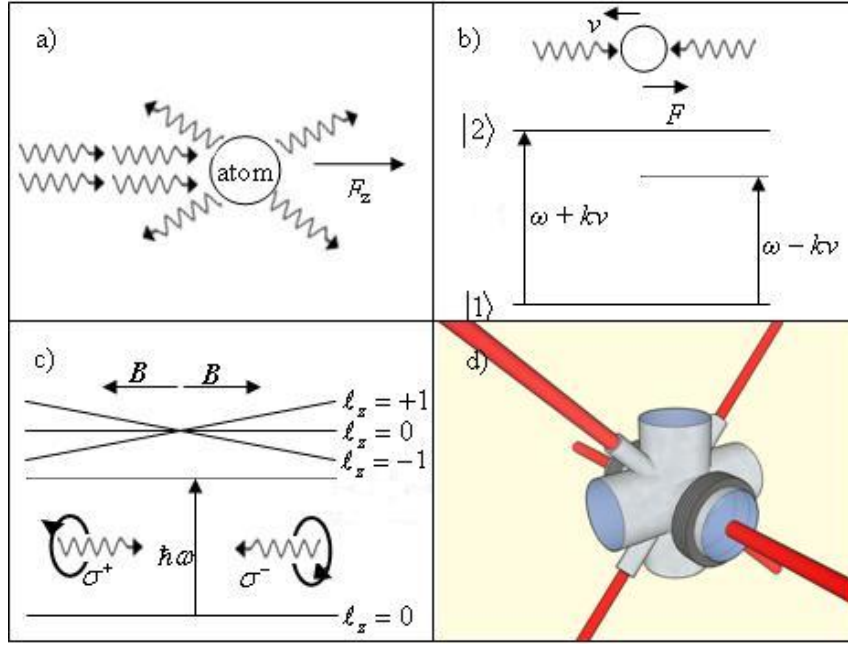 a)
atom
F_z
b)
v
F
|2⟩
ω + kv
ω − kv
|1⟩
c)
B B
ℓ_z = +1
ℓ_z = 0
ℓ_z = −1
σ⁺
ħω
σ⁻
ℓ_z = 0
d)